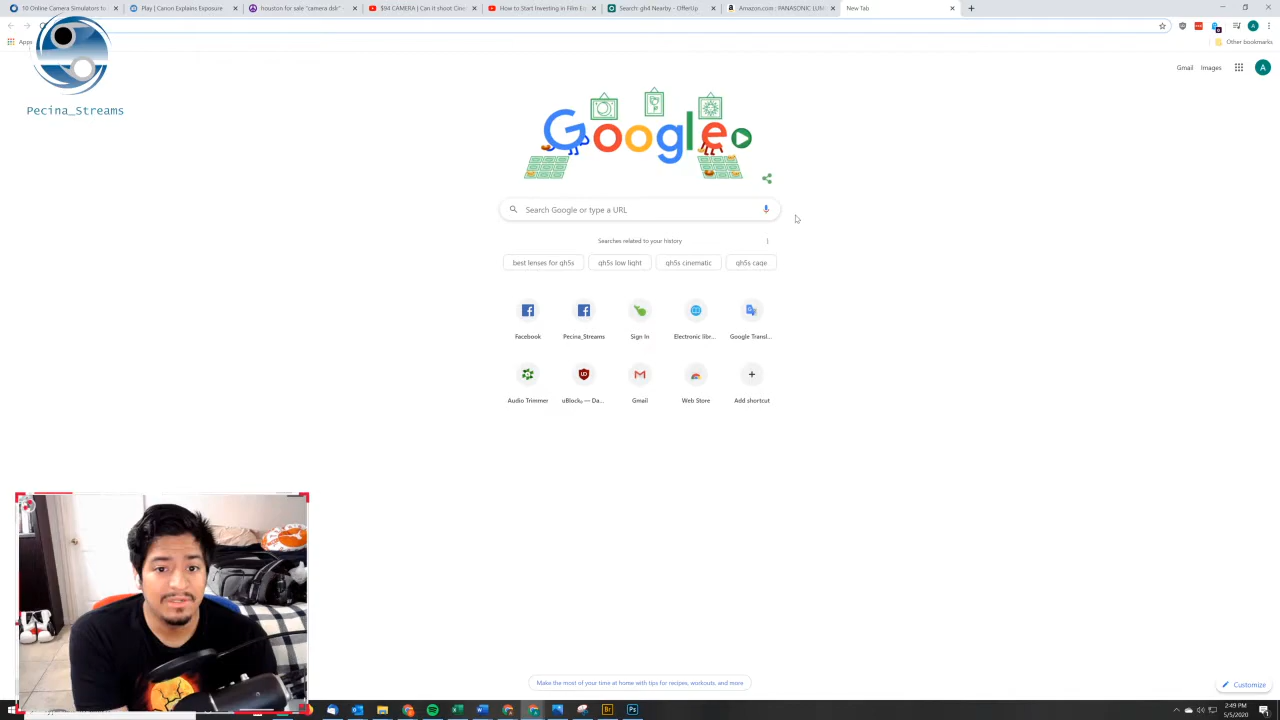 10 Online Camera Simulators to
Play | Canon Explains Exposure
houston for sale "camera dslr" -
$94 CAMERA | Can it shoot Cine
How to Start Investing in Film Eq
Search: gh4 Nearby - OfferUp
Amazon.com : PANASONIC LUM
New Tab
Apps
Other bookmarks
Gmail
Images
A
Pecina_Streams
Google
Search Google or type a URL
Searches related to your history
best lenses for gh5s
gh5s low light
gh5s cinematic
gh5s cage
Facebook
Pecina_Streams
Sign In
Electronic libr...
Google Transl...
Audio Trimmer
uBlock₀ — Da...
Gmail
Web Store
Add shortcut
Make the most of your time at home with tips for recipes, workouts, and more
Customize
Br
Ps
2:49 PM
5/5/2020